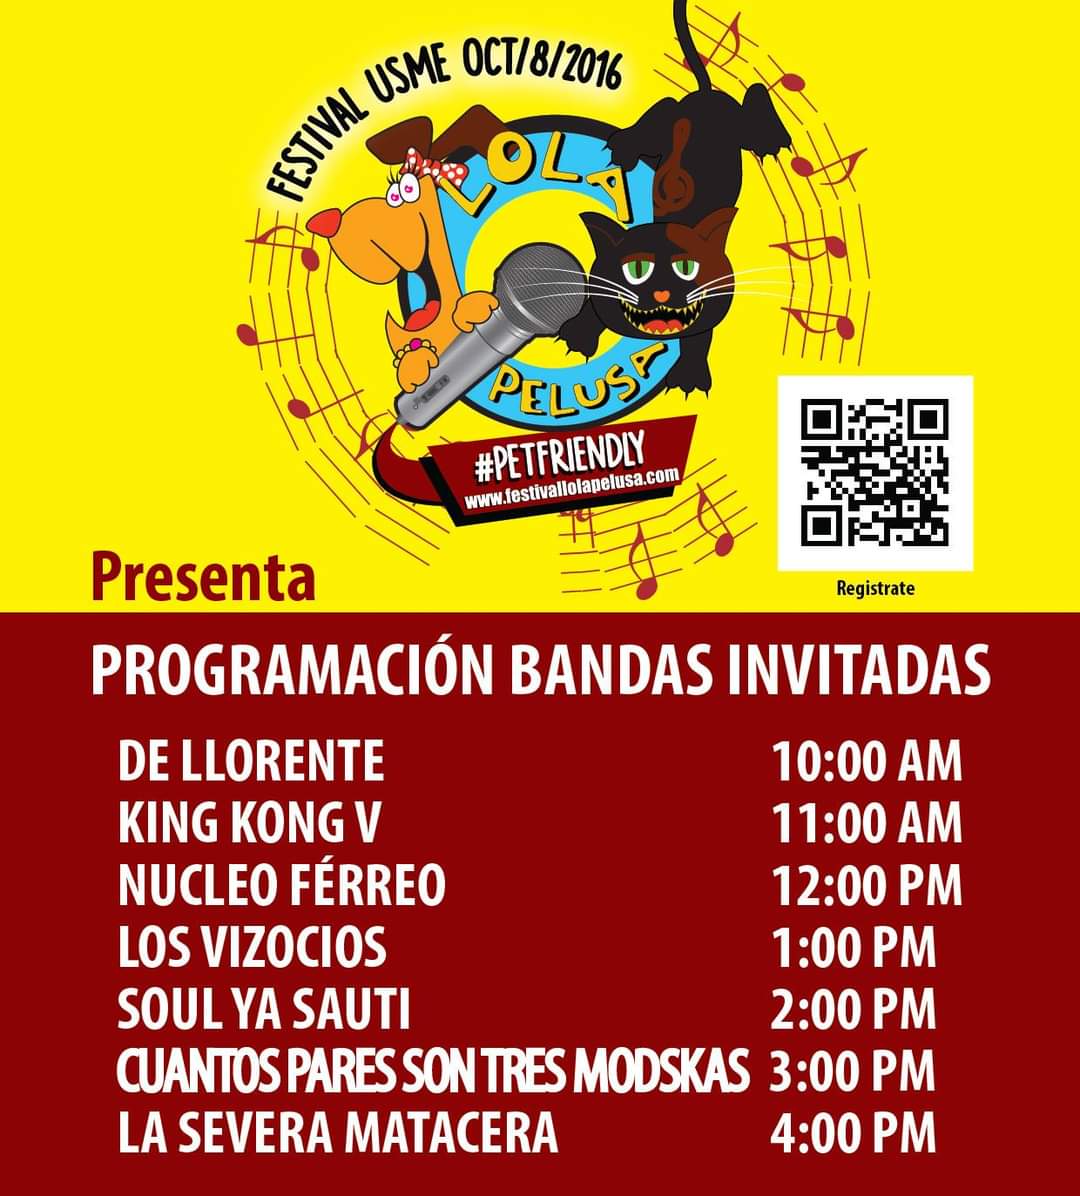 FESTIVAL USME OCT/8/2016
LOLA
PELUSA
#PETFRIENDLY
www.festivallolapelusa.com
Registrate
Presenta
PROGRAMACIÓN BANDAS INVITADAS
DE LLORENTE 10:00 AM
KING KONG V 11:00 AM
NUCLEO FÉRREO 12:00 PM
LOS VIZOCIOS 1:00 PM
SOUL YA SAUTI 2:00 PM
CUANTOS PARES SON TRES MODSKAS 3:00 PM
LA SEVERA MATACERA 4:00 PM